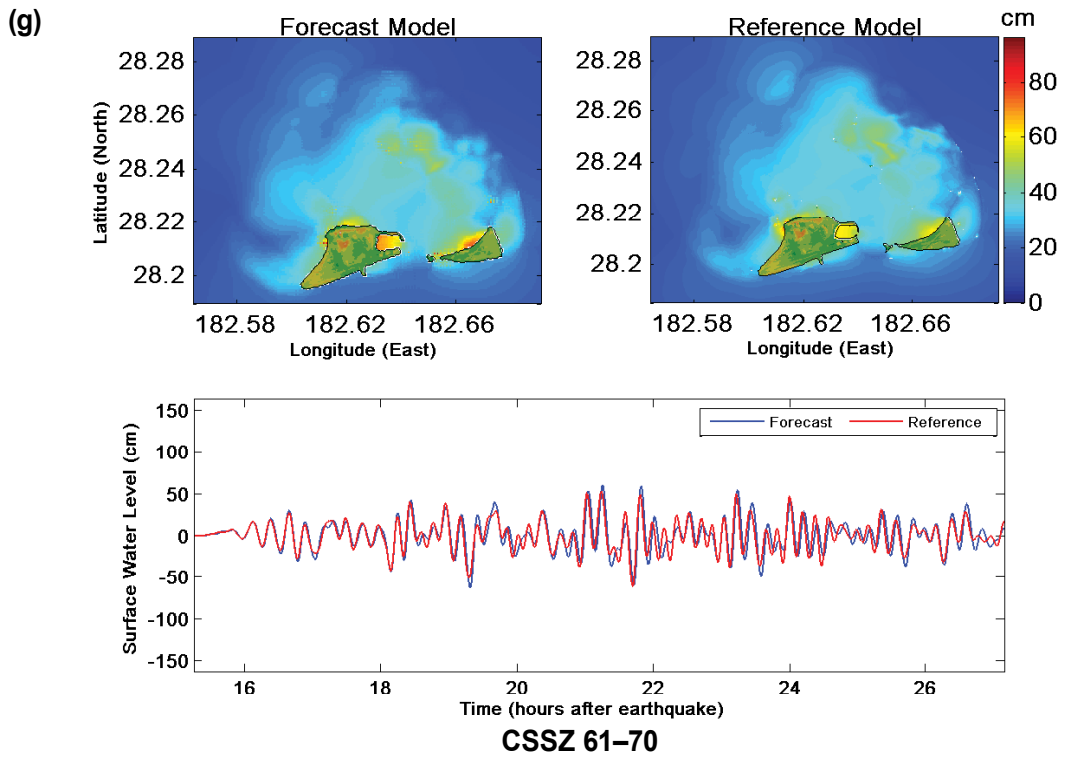 (g)
Forecast Model
Reference Model
cm
28.28
28.26
28.24
28.22
28.2
Latitude (North)
182.58
182.62
182.66
Longitude (East)
28.28
28.26
28.24
28.22
28.2
182.58
182.62
182.66
Longitude (East)
80
60
40
20
0
150
100
50
0
-50
-100
-150
Surface Water Level (cm)
Forecast
Reference
16
18
20
22
24
26
Time (hours after earthquake)
CSSZ 61–70